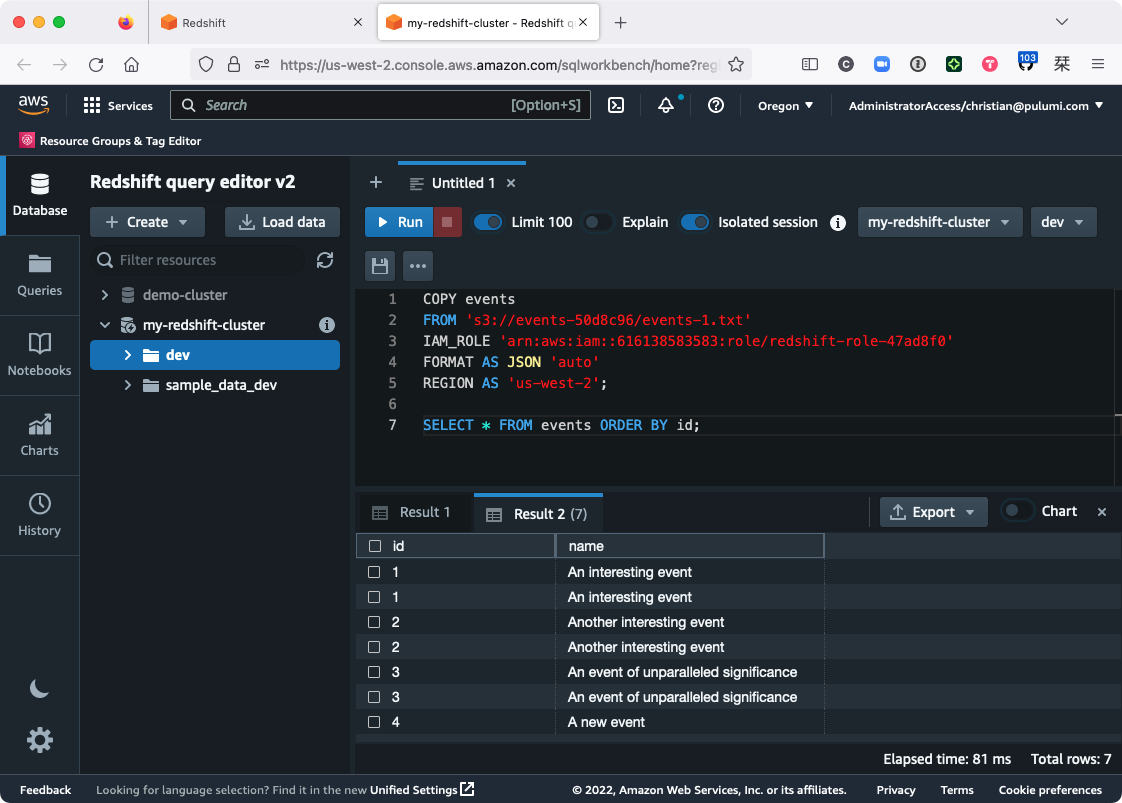 Redshift
my-redshift-cluster - Redshift q
https://us-west-2.console.aws.amazon.com/sqlworkbench/home?regi
103
aws
Services
Search
[Option+S]
Oregon
AdministratorAccess/christian@pulumi.com
Resource Groups & Tag Editor
Database
Queries
Notebooks
Charts
History
Redshift query editor v2
Create
Load data
Filter resources
demo-cluster
my-redshift-cluster
dev
sample_data_dev
Untitled 1
Run
Limit 100
Explain
Isolated session
my-redshift-cluster
dev
1 COPY events
2 FROM 's3://events-50d8c96/events-1.txt'
3 IAM_ROLE 'arn:aws:iam::616138583583:role/redshift-role-47ad8f0'
4 FORMAT AS JSON 'auto'
5 REGION AS 'us-west-2';
6
7 SELECT * FROM events ORDER BY id;
Result 1
Result 2 (7)
Export
Chart
id name
1 An interesting event
1 An interesting event
2 Another interesting event
2 Another interesting event
3 An event of unparalleled significance
3 An event of unparalleled significance
4 A new event
Elapsed time: 81 ms Total rows: 7
Feedback
Looking for language selection? Find it in the new Unified Settings
© 2022, Amazon Web Services, Inc. or its affiliates.
Privacy
Terms
Cookie preferences